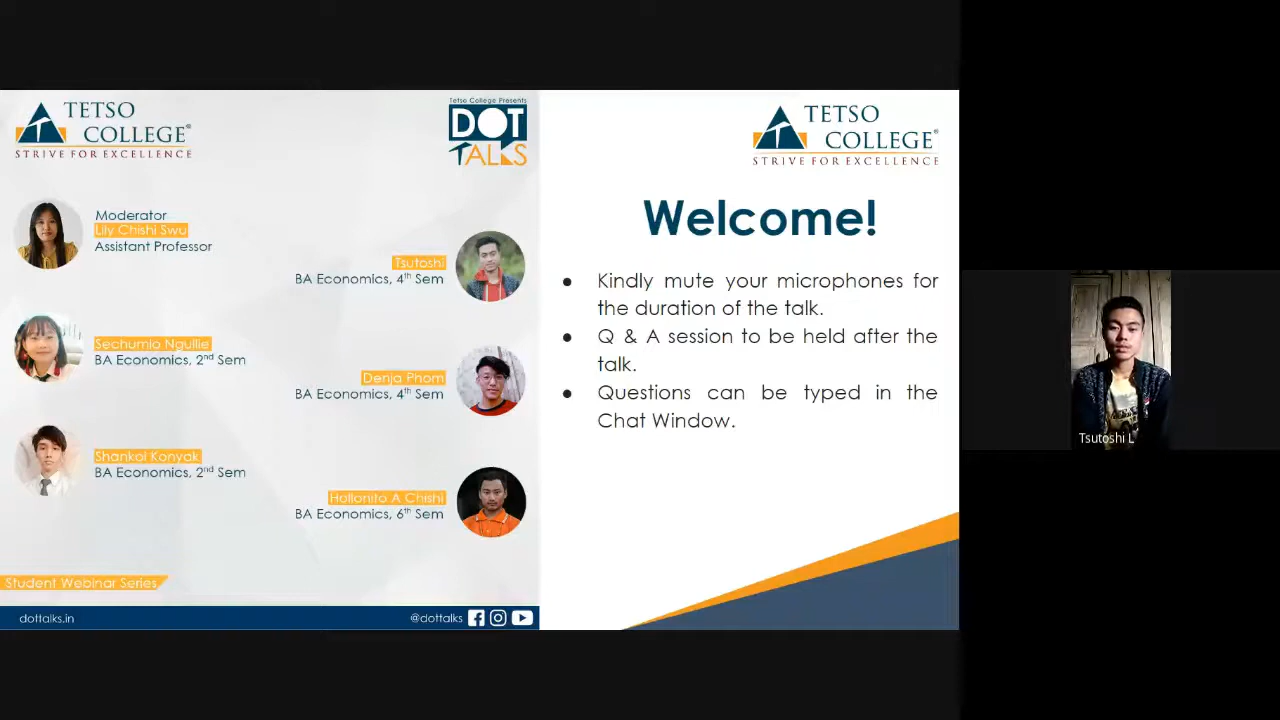 TETSO
COLLEGE®
STRIVE FOR EXCELLENCE
Tetso College Presents
DOT
TALKS
Moderator
Lily Chishi Swu
Assistant Professor
Tsutoshi
BA Economics, 4th Sem
Sechumlo Ngullie
BA Economics, 2nd Sem
Denja Phom
BA Economics, 4th Sem
Shankoi Konyak
BA Economics, 2nd Sem
Hollonito A Chishi
BA Economics, 6th Sem
Student Webinar Series
dottalks.in
@dottalks
TETSO
COLLEGE®
STRIVE FOR EXCELLENCE
Welcome!
● Kindly mute your microphones for
the duration of the talk.
● Q & A session to be held after the
talk.
● Questions can be typed in the
Chat Window.
Tsutoshi L